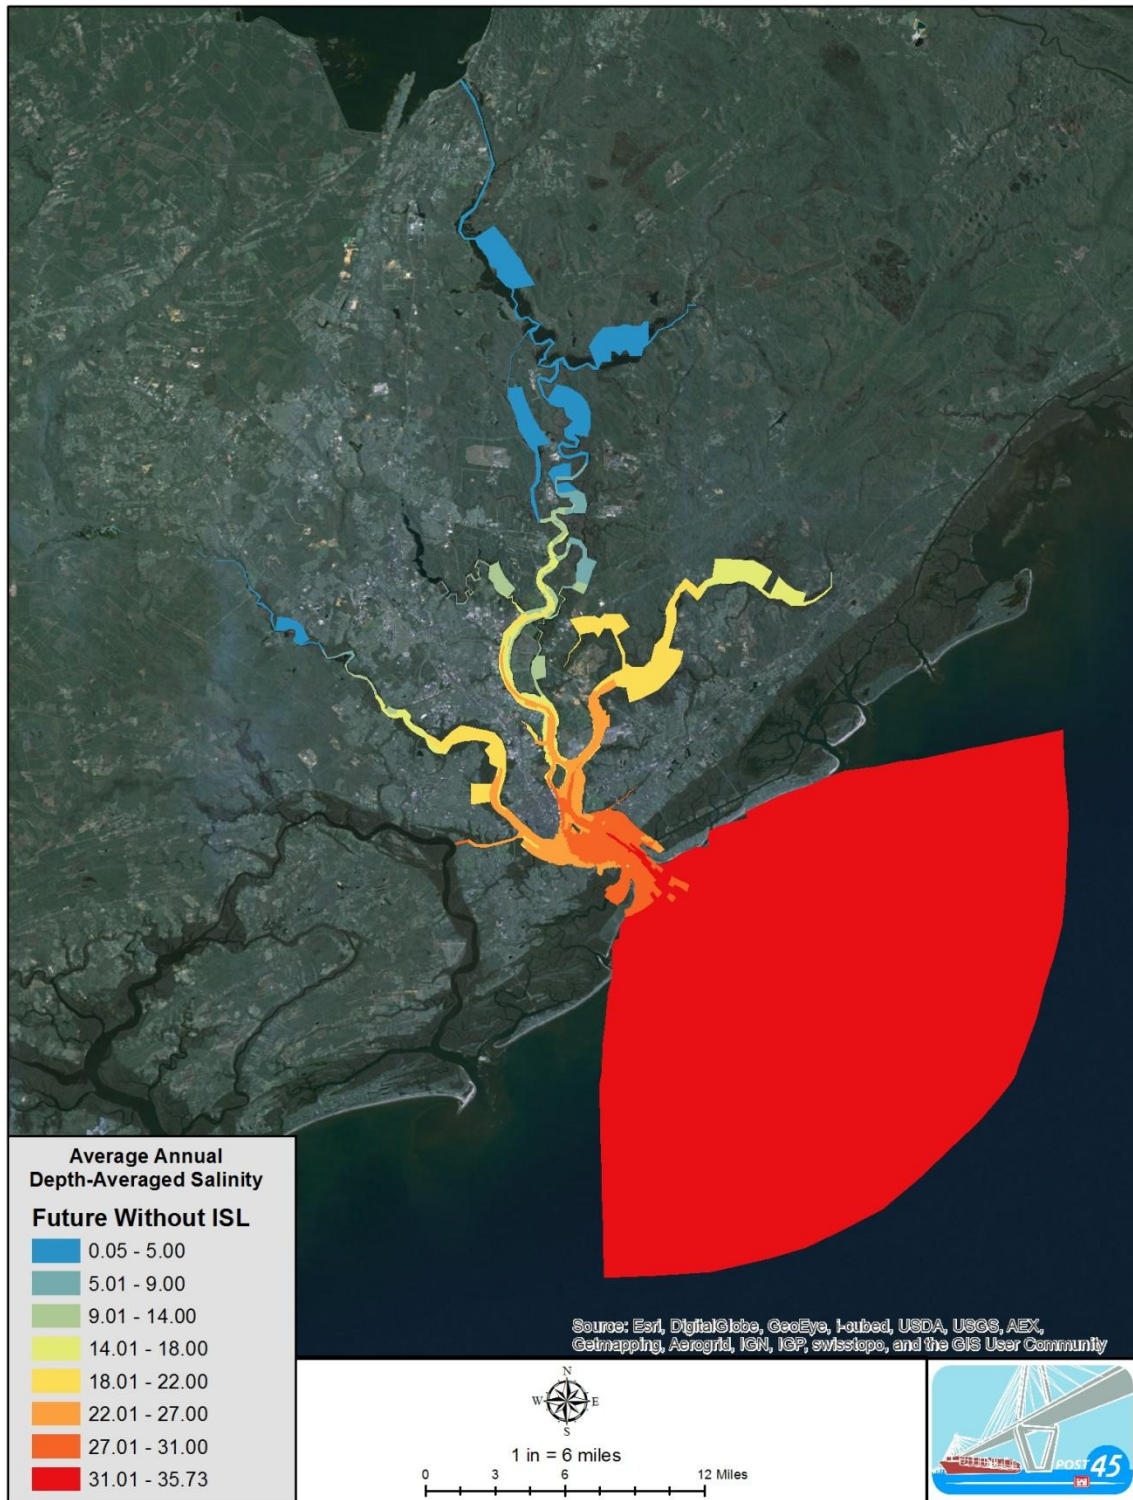 Source: Esri, DigitalGlobe, GeoEye, i-cubed, USDA, USGS, AEX,
Getmapping, Aerogrid, IGN, IGP, swisstopo, and the GIS User Community
Average Annual
Depth-Averaged Salinity
Future Without ISL
0.05 - 5.00
5.01 - 9.00
9.01 - 14.00
14.01 - 18.00
18.01 - 22.00
22.01 - 27.00
27.01 - 31.00
31.01 - 35.73
N
W E
S
1 in = 6 miles
0 3 6 12 Miles
POST 45